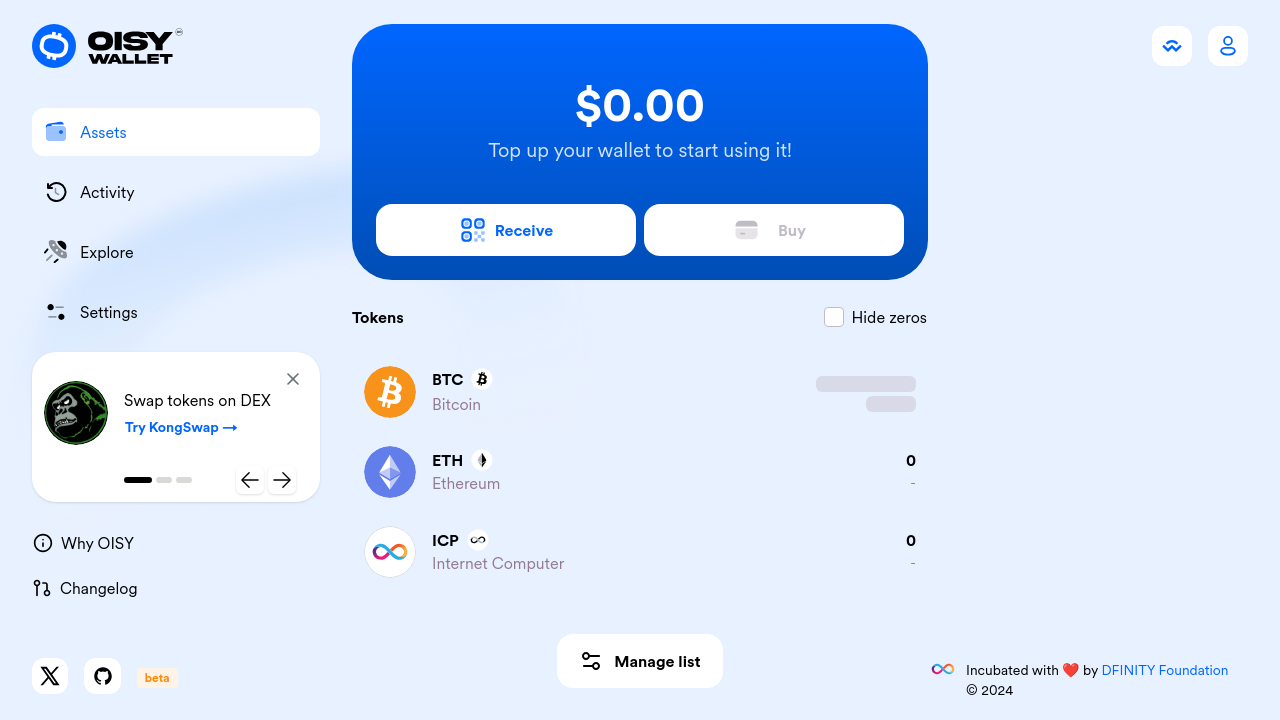 OISY
WALLET
Assets
Activity
Explore
Settings
Swap tokens on DEX
Try KongSwap →
Why OISY
Changelog
beta
$0.00
Top up your wallet to start using it!
Receive
Buy
Tokens
Hide zeros
BTC
Bitcoin
ETH
0
Ethereum
-
ICP
0
Internet Computer
-
Manage list
Incubated with ❤️ by DFINITY Foundation
© 2024